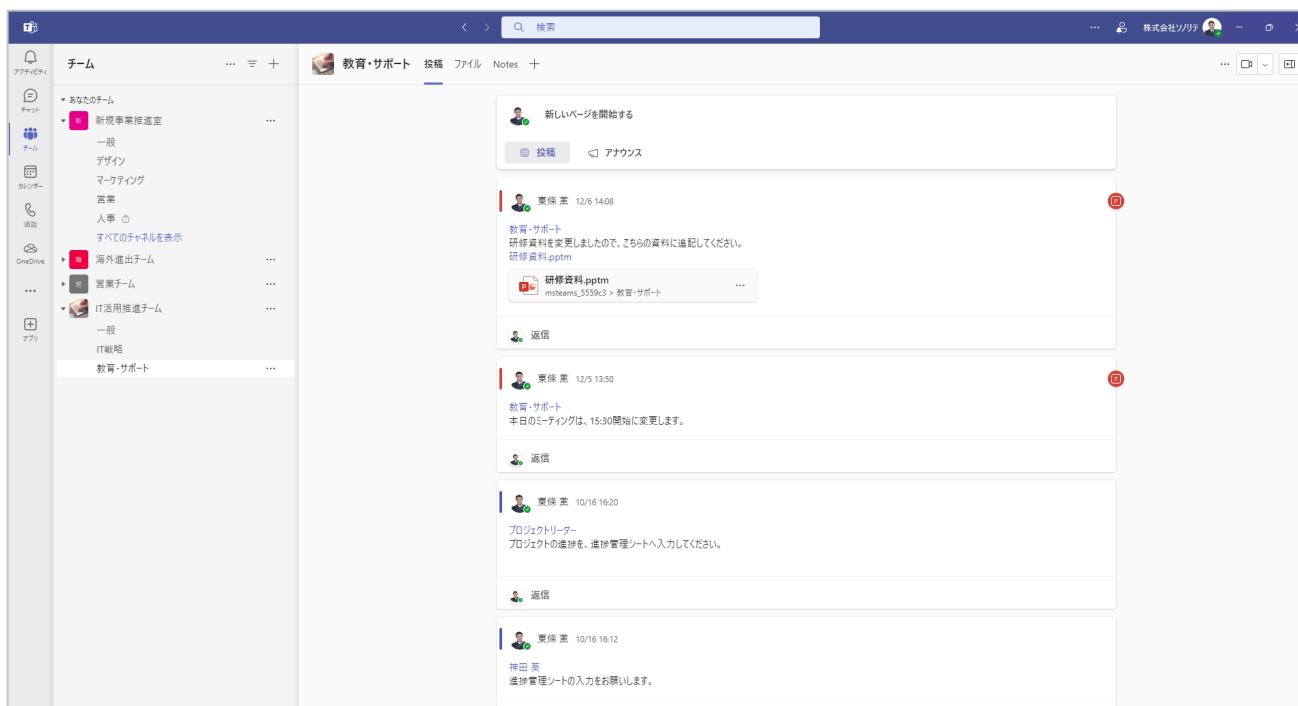 検索
株式会社ソノリテ
アクティビティ
チャット
チーム
カレンダー
通話
OneDrive
アプリ
チーム
あなたのチーム
新 新規事業推進室
一般
デザイン
マーケティング
営業
人事
すべてのチャネルを表示
海 海外進出チーム
営 営業チーム
IT活用推進チーム
一般
IT戦略
教育・サポート
教育・サポート 投稿 ファイル Notes
新しいページを開始する
投稿 アナウンス
東條 薫 12/6 14:08
教育・サポート
研修資料を変更しましたので、こちらの資料に追記してください。
研修資料.pptm
研修資料.pptm
msteams_5559c3 > 教育・サポート
返信
東條 薫 12/5 13:50
教育・サポート
本日のミーティングは、15:30開始に変更します。
返信
東條 薫 10/16 16:20
プロジェクトリーダー
プロジェクトの進捗を、進捗管理シートへ入力してください。
返信
東條 薫 10/16 16:12
神田 葵
進捗管理シートの入力をお願いします。